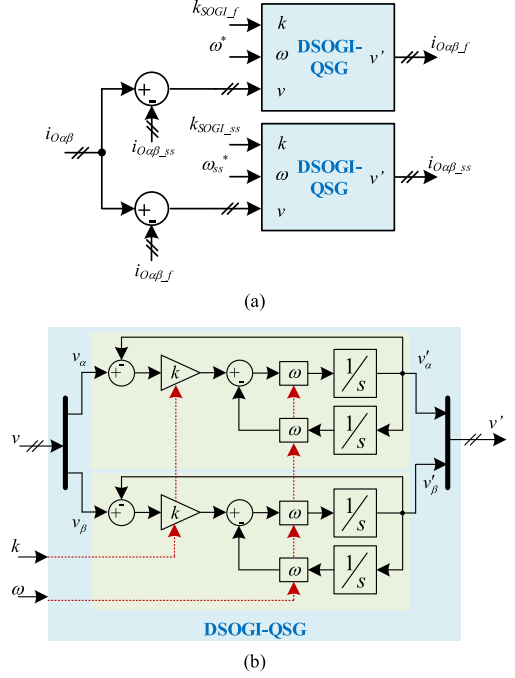 k_SOGI_f
k
ω*
DSOGI-
QSG
ω
v'
i_Oαβ_f
v
+
-
i_Oαβ
i_Oαβ_ss
k_SOGI_ss
k
ω_ss*
DSOGI-
QSG
ω
v'
i_Oαβ_ss
v
+
-
i_Oαβ_f
(a)
v_α
+
-
k
+
-
ω
1/s
v'_α
ω
1/s
v
v'
v_β
+
-
k
+
-
ω
1/s
v'_β
k
ω
1/s
ω
DSOGI-QSG
(b)